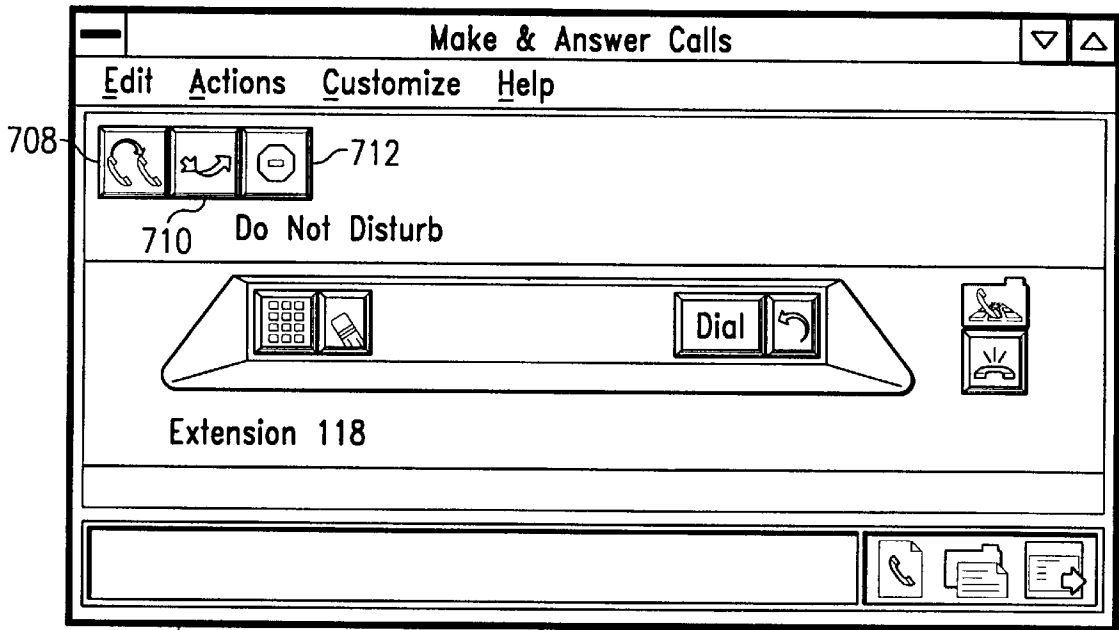 Make & Answer Calls
Edit Actions Customize Help
708
712
710
Do Not Disturb
Dial
Extension 118